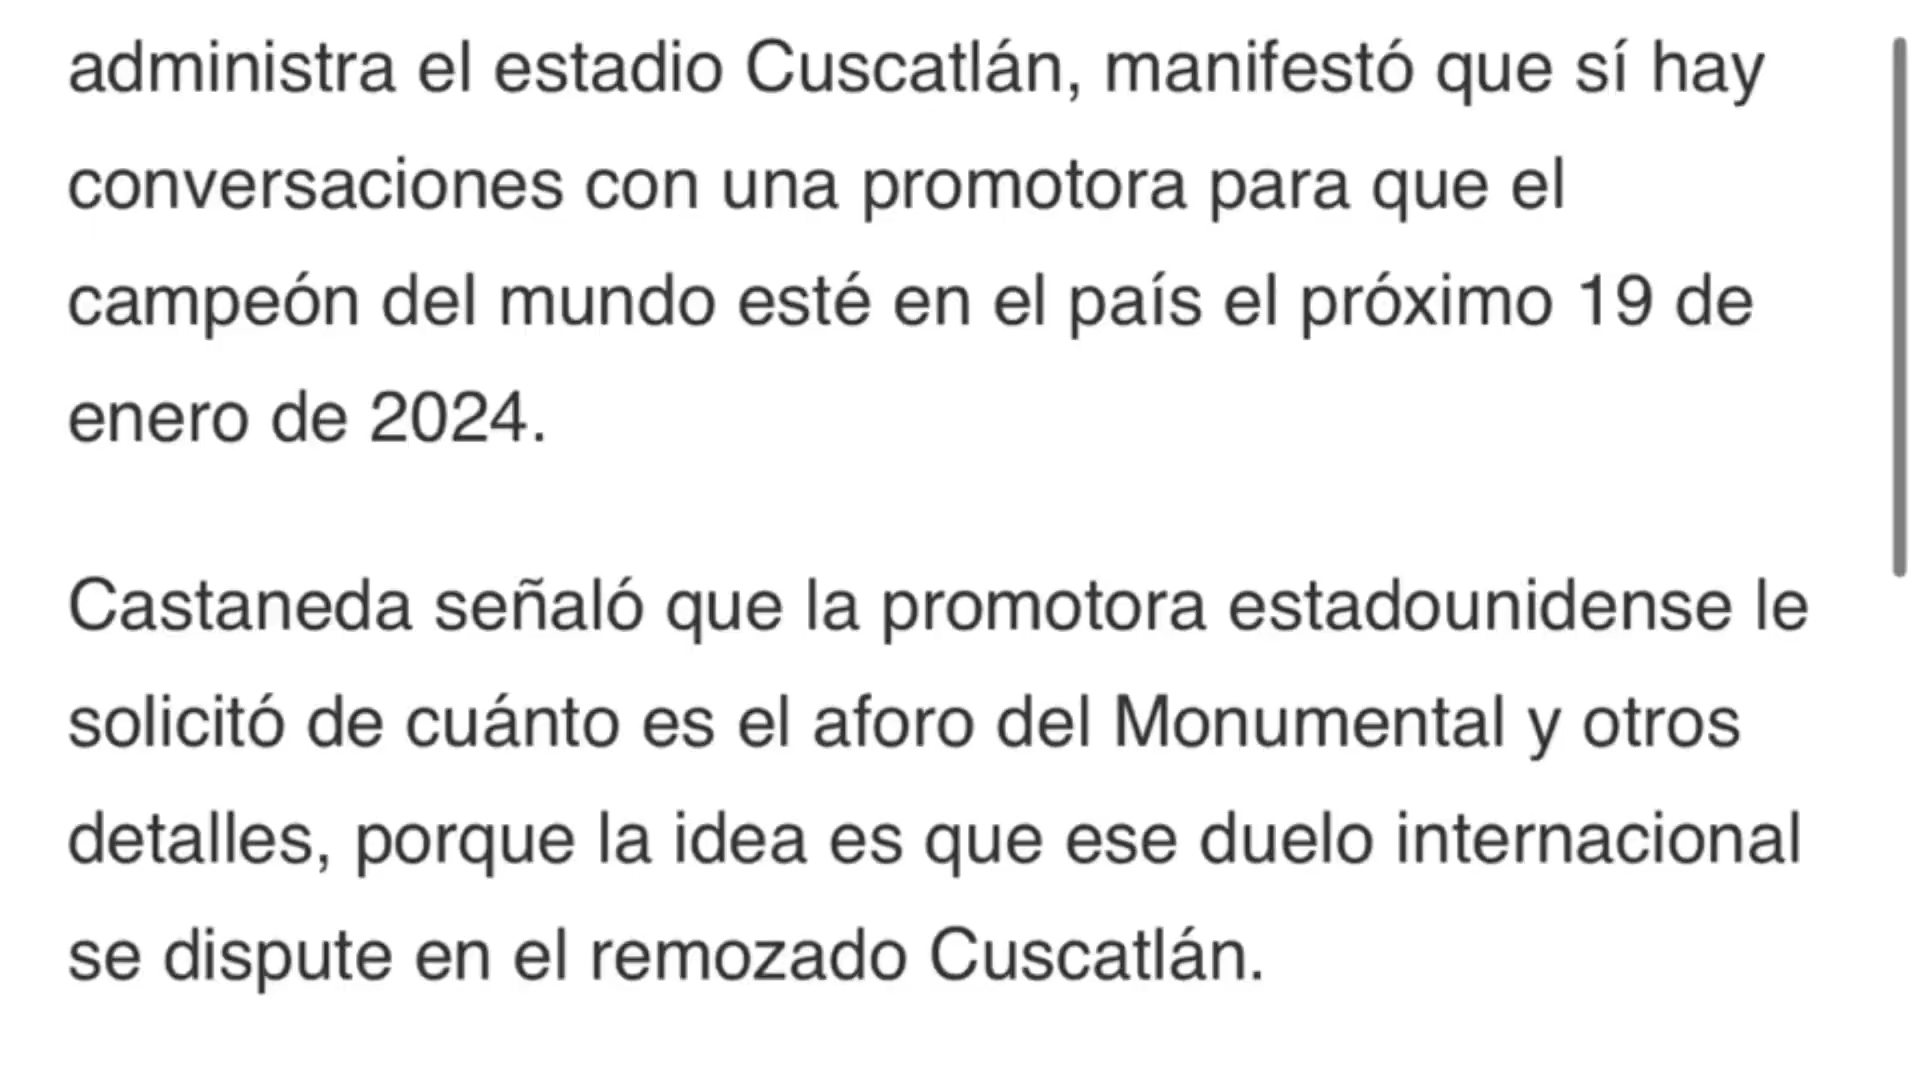 administra el estadio Cuscatlán, manifestó que sí hay
conversaciones con una promotora para que el
campeón del mundo esté en el país el próximo 19 de
enero de 2024.
Castaneda señaló que la promotora estadounidense le
solicitó de cuánto es el aforo del Monumental y otros
detalles, porque la idea es que ese duelo internacional
se dispute en el remozado Cuscatlán.